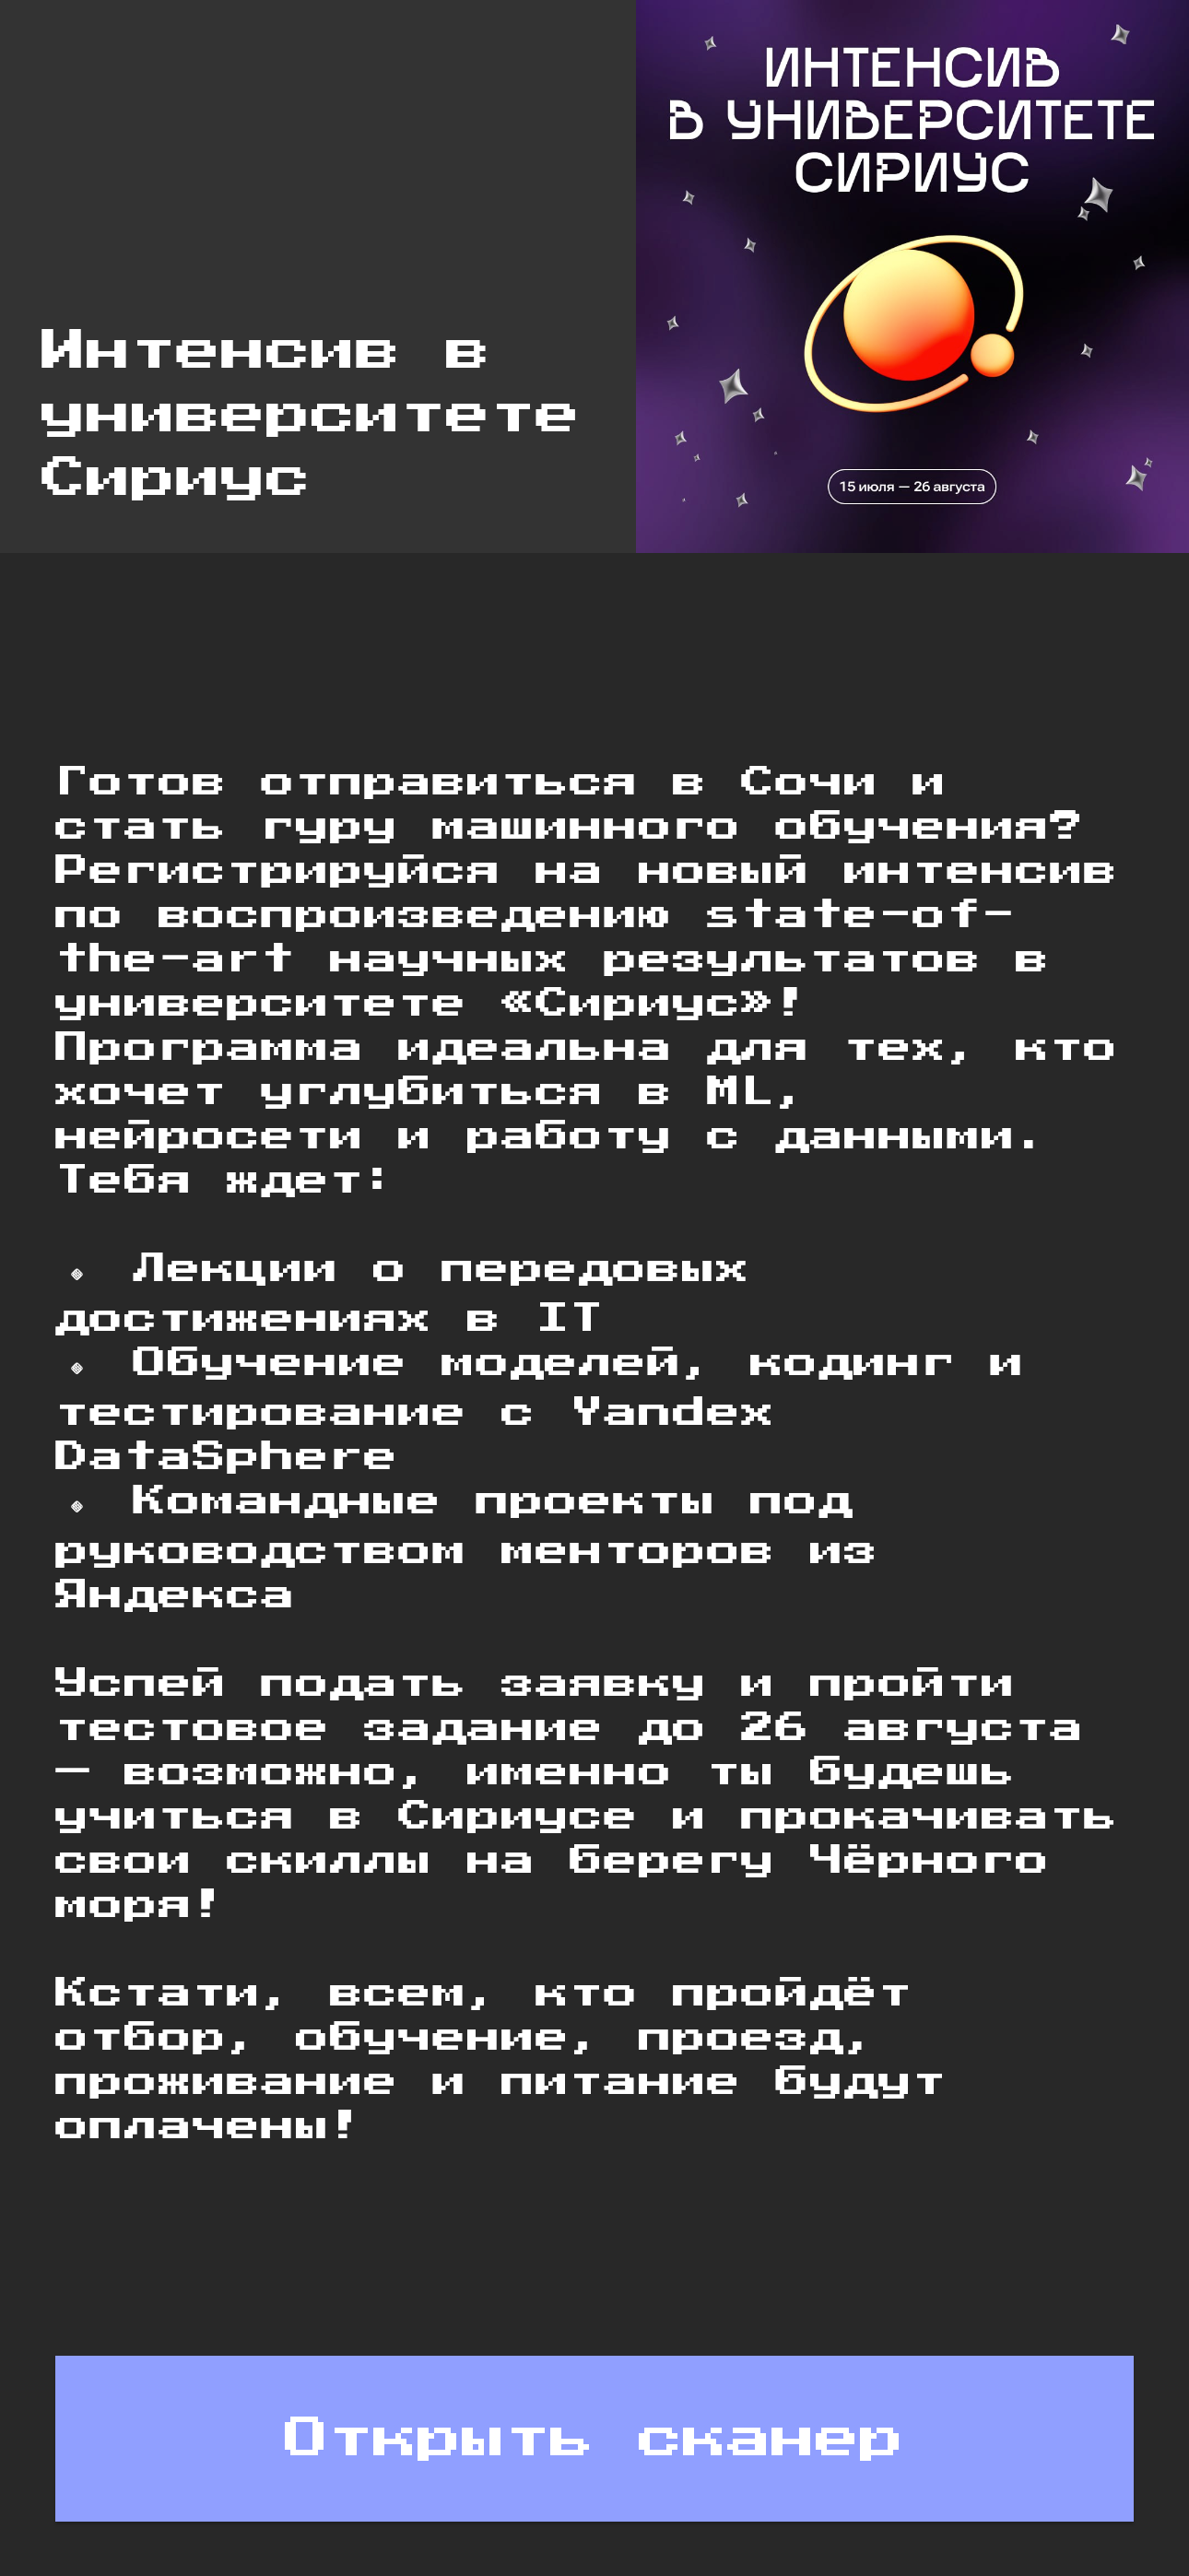 Интенсив в
университете
Сириус
ИНТЕНСИВ
В УНИВЕРСИТЕТЕ
СИРИУС
15 июля — 26 августа
Готов отправиться в Сочи и
стать гуру машинного обучения?
Регистрируйся на новый интенсив
по воспроизведению state-of-
the-art научных результатов в
университете «Сириус»!
Программа идеальна для тех, кто
хочет углубиться в ML,
нейросети и работу с данными.
Тебя ждет:
🔹 Лекции о передовых
достижениях в IT
🔹 Обучение моделей, кодинг и
тестирование с Yandex
DataSphere
🔹 Командные проекты под
руководством менторов из
Яндекса
Успей подать заявку и пройти
тестовое задание до 26 августа
— возможно, именно ты будешь
учиться в Сириусе и прокачивать
свои скиллы на берегу Чёрного
моря!
Кстати, всем, кто пройдёт
отбор, обучение, проезд,
проживание и питание будут
оплачены!
Открыть сканер